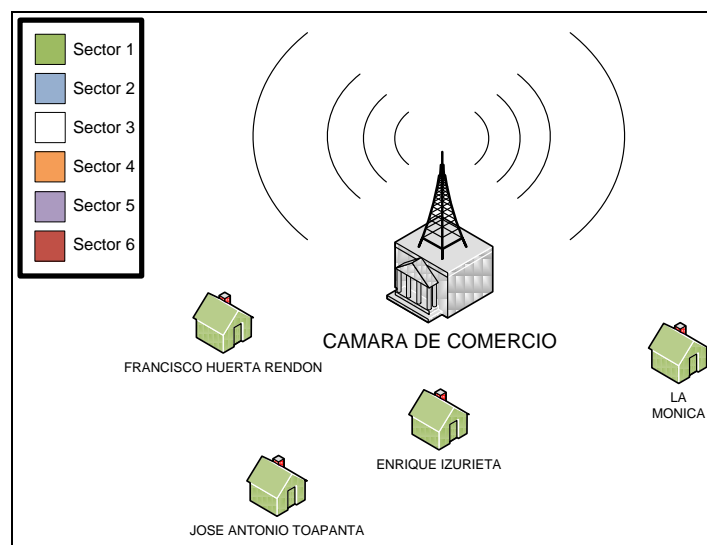 Sector 1
Sector 2
Sector 3
Sector 4
Sector 5
Sector 6
CAMARA DE COMERCIO
FRANCISCO HUERTA RENDON
LA
MONICA
ENRIQUE IZURIETA
JOSE ANTONIO TOAPANTA